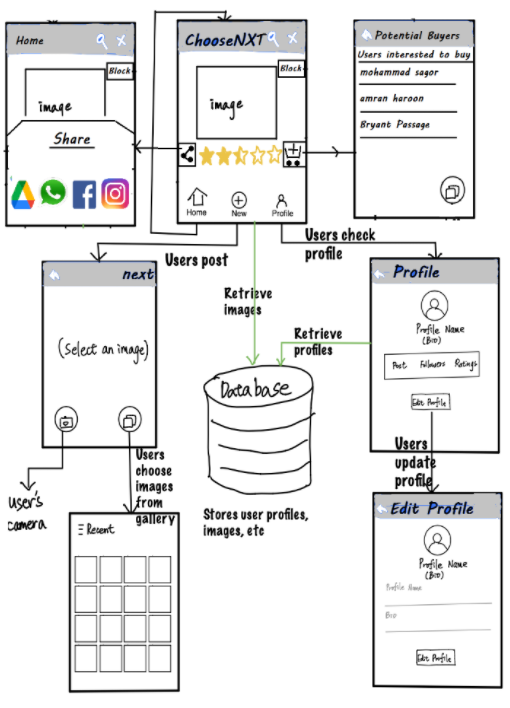 Home
Block
image
Share
ChooseNXT
Block
image
Home
New
Profile
Potential Buyers
Users interested to buy
mohammad sagor
amran haroon
Bryant Passage
Users post
Users check
profile
next
(Select an image)
Retrieve
images
Retrieve
profiles
Profile
Profile Name
(Bio)
Post Followers Ratings
Edit Profile
Database
Stores user profiles,
images, etc
Users
choose
images
from
gallery
user's
camera
Recent
Users
update
profile
Edit Profile
Profile Name
(Bio)
Profile Name
Bio
Edit Profile